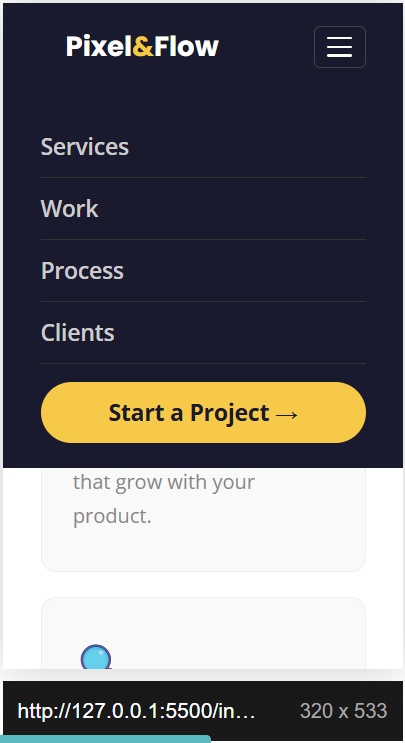 Pixel&Flow
Services
Work
Process
Clients
Start a Project →
that grow with your
product.
http://127.0.0.1:5500/in…
320 x 533